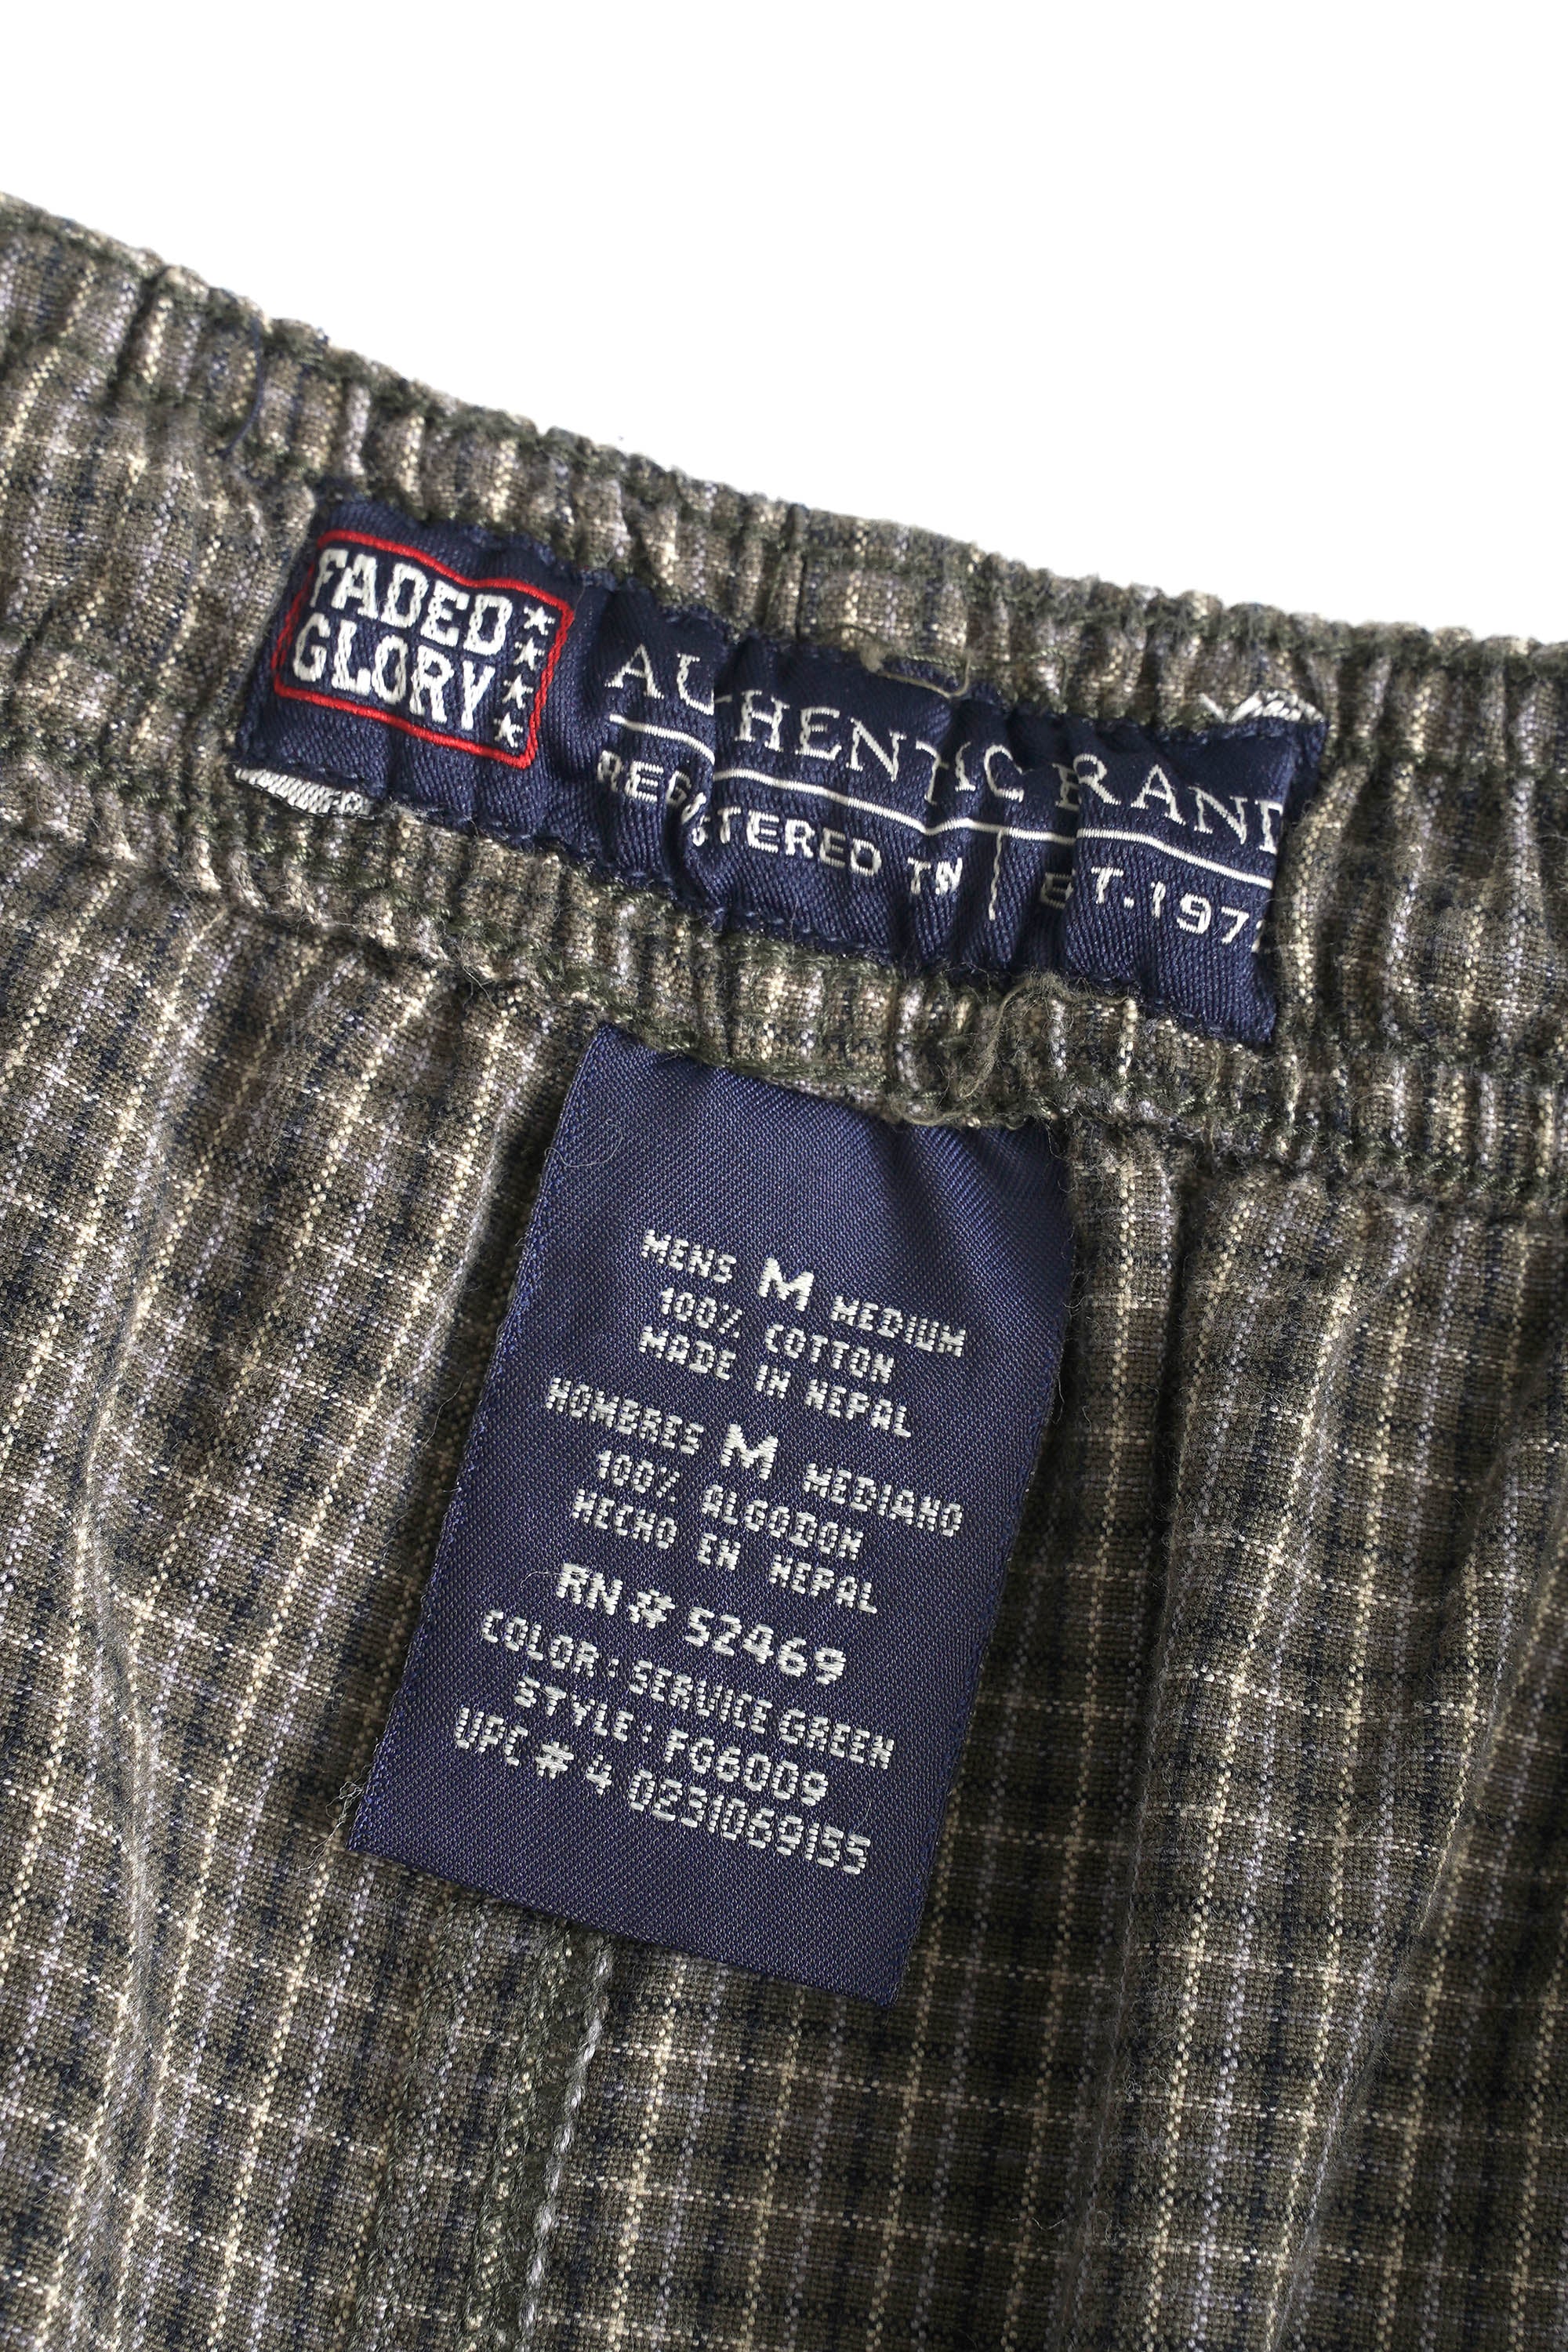 FADED
GLORY
AUTHENTIC BRAND
REGISTERED TM | EST. 197
MENS M MEDIUM
100% COTTON
MADE IN NEPAL
HOMBRES M MEDIANO
100% ALGODON
HECHO EN NEPAL
RN# 52469
COLOR: SERVICE GREEN
STYLE: FG6009
UPC # 4 0231069155